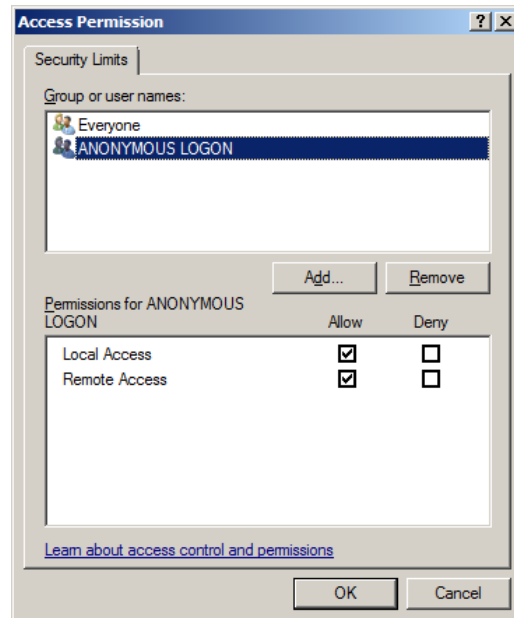 Access Permission
Security Limits
Group or user names:
Everyone
ANONYMOUS LOGON
Add... Remove
Permissions for ANONYMOUS
LOGON Allow Deny
Local Access
Remote Access
Learn about access control and permissions
OK Cancel